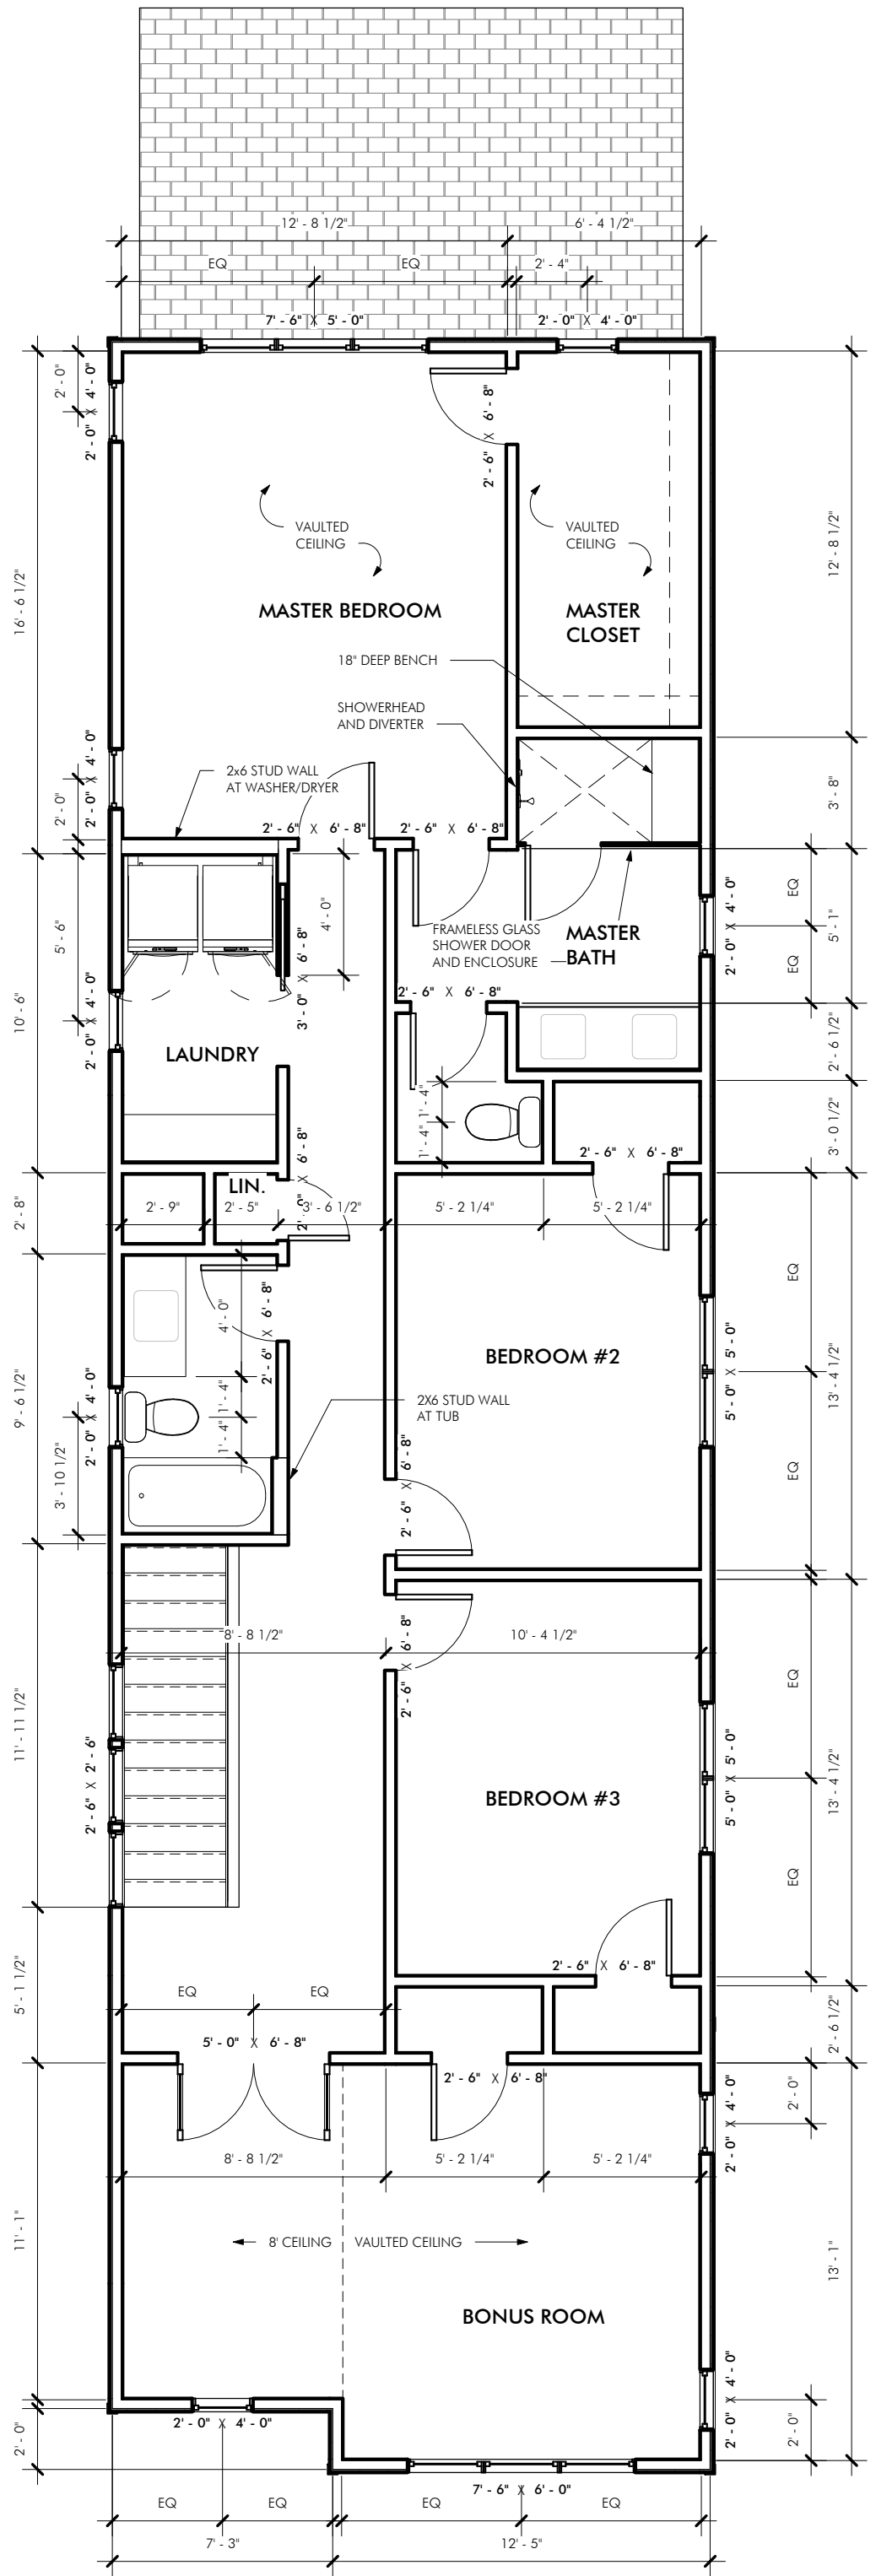 12' - 8 1/2"
6' - 4 1/2"
EQ
EQ
2' - 4"
7' - 6" X 5' - 0"
2' - 0" X 4' - 0"
2' - 0"
2' - 0" X 4' - 0"
2' - 6" X 6' - 8"
VAULTED
CEILING
VAULTED
CEILING
12' - 8 1/2"
16' - 6 1/2"
MASTER BEDROOM
MASTER
CLOSET
18" DEEP BENCH
SHOWERHEAD
AND DIVERTER
2x6 STUD WALL
AT WASHER/DRYER
2' - 0"
2' - 0" X 4' - 0"
3' - 8"
2' - 6" X 6' - 8"
2' - 6" X 6' - 8"
5' - 6"
4' - 0"
3' - 0" X 6' - 8"
FRAMELESS GLASS
SHOWER DOOR
AND ENCLOSURE
MASTER
BATH
2' - 0" X 4' - 0"
EQ
EQ
5' - 1"
10' - 6"
2' - 0" X 4' - 0"
2' - 6" X 6' - 8"
LAUNDRY
2' - 6 1/2"
1' - 4"
1' - 4"
3' - 0 1/2"
2' - 6" X 6' - 8"
2' - 0" X 6' - 8"
LIN.
2' - 8"
2' - 9"
2' - 5"
3' - 6 1/2"
5' - 2 1/4"
5' - 2 1/4"
EQ
4' - 0"
2' - 6" X 6' - 8"
BEDROOM #2
5' - 0" X 5' - 0"
13' - 4 1/2"
9' - 6 1/2"
2' - 0" X 4' - 0"
1' - 4"
1' - 4"
2X6 STUD WALL
AT TUB
EQ
3' - 10 1/2"
2' - 6" X 6' - 8"
8' - 8 1/2"
2' - 6" X 6' - 8"
10' - 4 1/2"
EQ
11' - 11 1/2"
2' - 6" X 2' - 6"
BEDROOM #3
5' - 0" X 5' - 0"
13' - 4 1/2"
EQ
2' - 6" X 6' - 8"
5' - 1 1/2"
EQ
EQ
5' - 0" X 6' - 8"
2' - 6 1/2"
2' - 6" X 6' - 8"
2' - 0" X 4' - 0"
2' - 0"
8' - 8 1/2"
5' - 2 1/4"
5' - 2 1/4"
11' - 1"
8' CEILING
VAULTED CEILING
13' - 1"
BONUS ROOM
2' - 0" X 4' - 0"
2' - 0"
2' - 0"
2' - 0" X 4' - 0"
7' - 6" X 6' - 0"
EQ
EQ
EQ
EQ
7' - 3"
12' - 5"